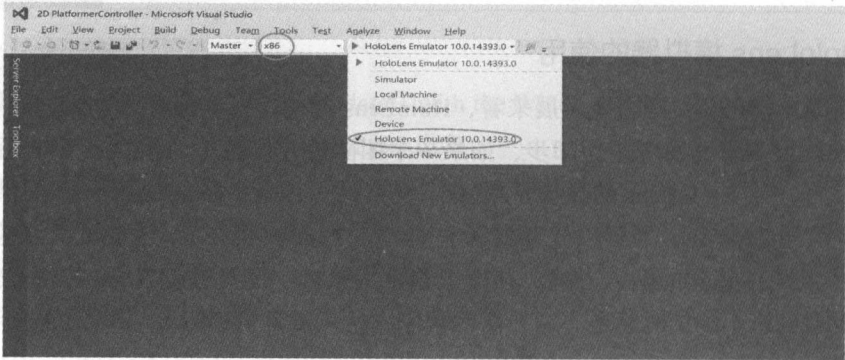 2D PlatformerController - Microsoft Visual Studio
File Edit View Project Build Debug Team Tools Test Analyze Window Help
Master x86 HoloLens Emulator 10.0.14393.0
HoloLens Emulator 10.0.14393.0
Simulator
Local Machine
Remote Machine
Device
HoloLens Emulator 10.0.14393.0
Download New Emulators...
Server Explorer
Toolbox